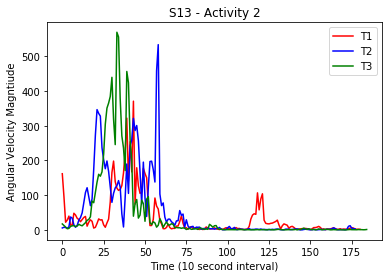 S13 - Activity 2
Angular Velocity Magntiude
500
400
300
200
100
0
T1
T2
T3
0 25 50 75 100 125 150 175
Time (10 second interval)